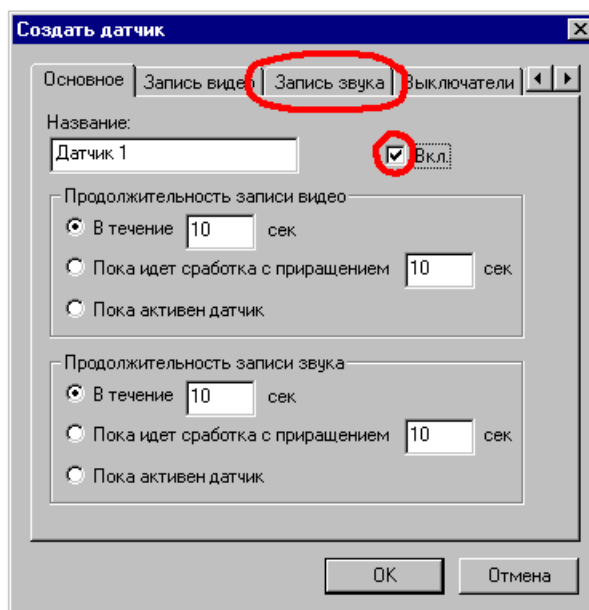 Создать датчик
Основное Запись видео Запись звука Выключатели
Название:
Датчик 1 Вкл.
Продолжительность записи видео
В течение 10 сек
Пока идет сработка с приращением 10 сек
Пока активен датчик
Продолжительность записи звука
В течение 10 сек
Пока идет сработка с приращением 10 сек
Пока активен датчик
OK Отмена